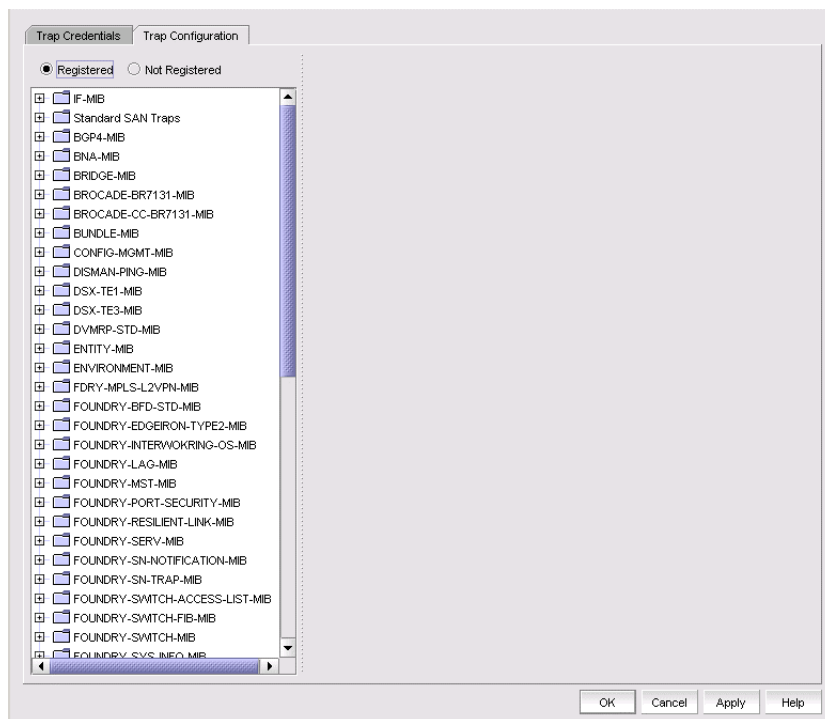 Trap Credentials Trap Configuration
Registered Not Registered
IF-MIB
Standard SAN Traps
BGP4-MIB
BNA-MIB
BRIDGE-MIB
BROCADE-BR7131-MIB
BROCADE-CC-BR7131-MIB
BUNDLE-MIB
CONFIG-MGMT-MIB
DISMAN-PING-MIB
DSX-TE1-MIB
DSX-TE3-MIB
DVMRP-STD-MIB
ENTITY-MIB
ENVIRONMENT-MIB
FDRY-MPLS-L2VPN-MIB
FOUNDRY-BFD-STD-MIB
FOUNDRY-EDGEIRON-TYPE2-MIB
FOUNDRY-INTERWOKRING-OS-MIB
FOUNDRY-LAG-MIB
FOUNDRY-MST-MIB
FOUNDRY-PORT-SECURITY-MIB
FOUNDRY-RESILIENT-LINK-MIB
FOUNDRY-SERV-MIB
FOUNDRY-SN-NOTIFICATION-MIB
FOUNDRY-SN-TRAP-MIB
FOUNDRY-SWITCH-ACCESS-LIST-MIB
FOUNDRY-SWITCH-FIB-MIB
FOUNDRY-SWITCH-MIB
FOUNDRY-SYS-INFO-MIB
OK Cancel Apply Help